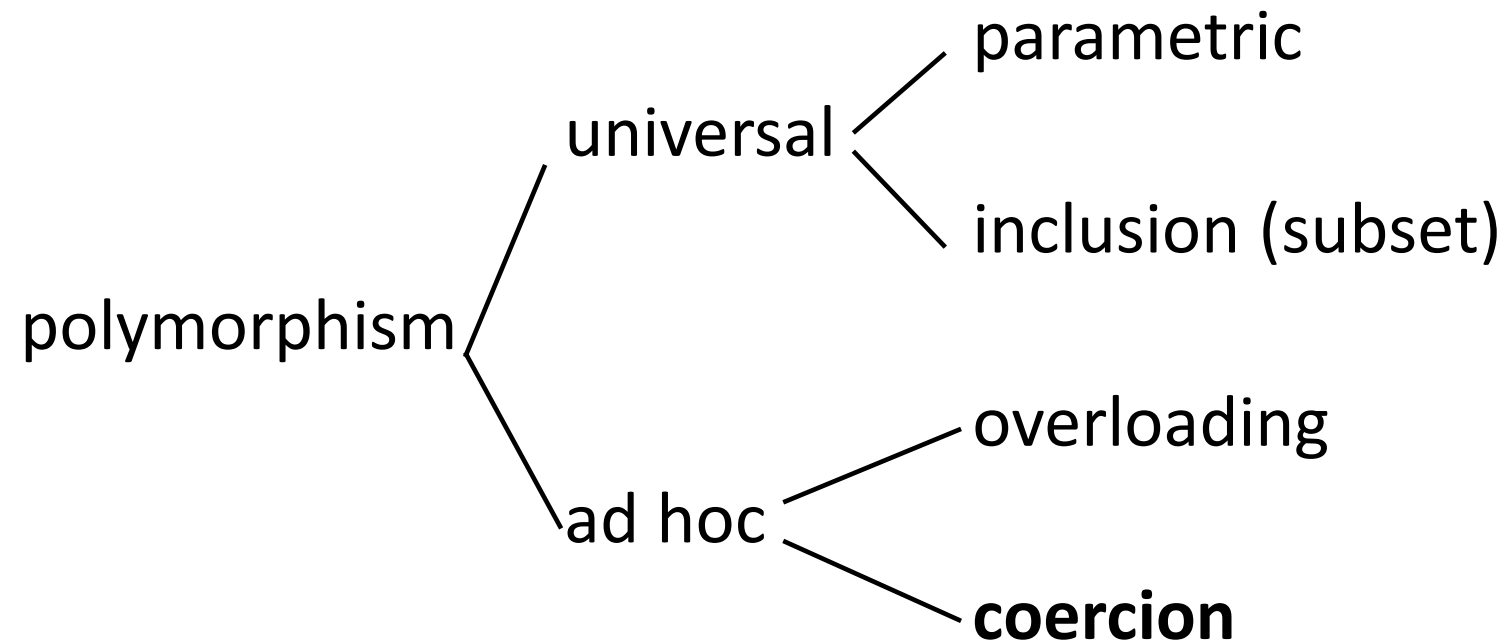 parametric
universal
inclusion (subset)
polymorphism
overloading
ad hoc
coercion